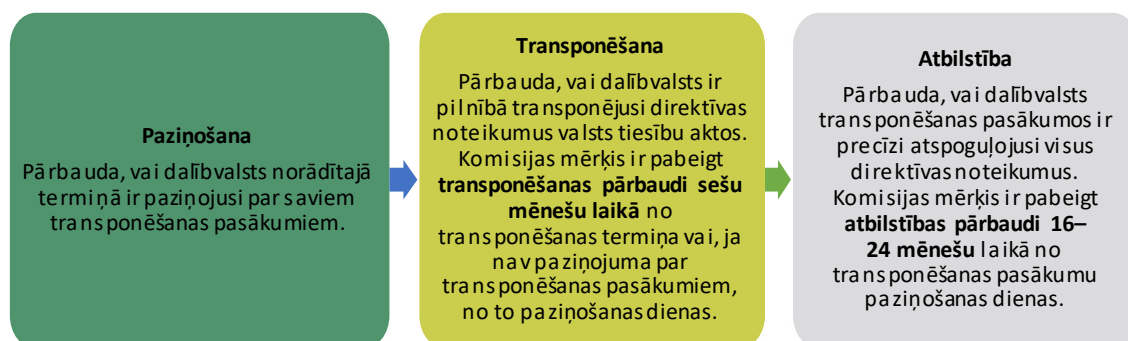 Paziņošana
Pārbauda, vai dalībvalsts norādītajā
termiņā ir paziņojusi par saviem
transponēšanas pasākumiem.
Transponēšana
Pārbauda, vai dalībvalsts ir
pilnībā transponējusi direktīvas
noteikumus valsts tiesību aktos.
Komisijas mērķis ir pabeigt
transponēšanas pārbaudi sešu
mēnešu laikā no
transponēšanas termiņa vai, ja
nav paziņojuma par
transponēšanas pasākumiem,
no to paziņošanas dienas.
Atbilstība
Pārbauda, vai dalībvalsts
transponēšanas pasākumos ir
precīzi atspoguļojusi visus
direktīvas noteikumus.
Komisijas mērķis ir pabeigt
atbilstības pārbaudi 16–
24 mēnešu laikā no
transponēšanas pasākumu
paziņošanas dienas.